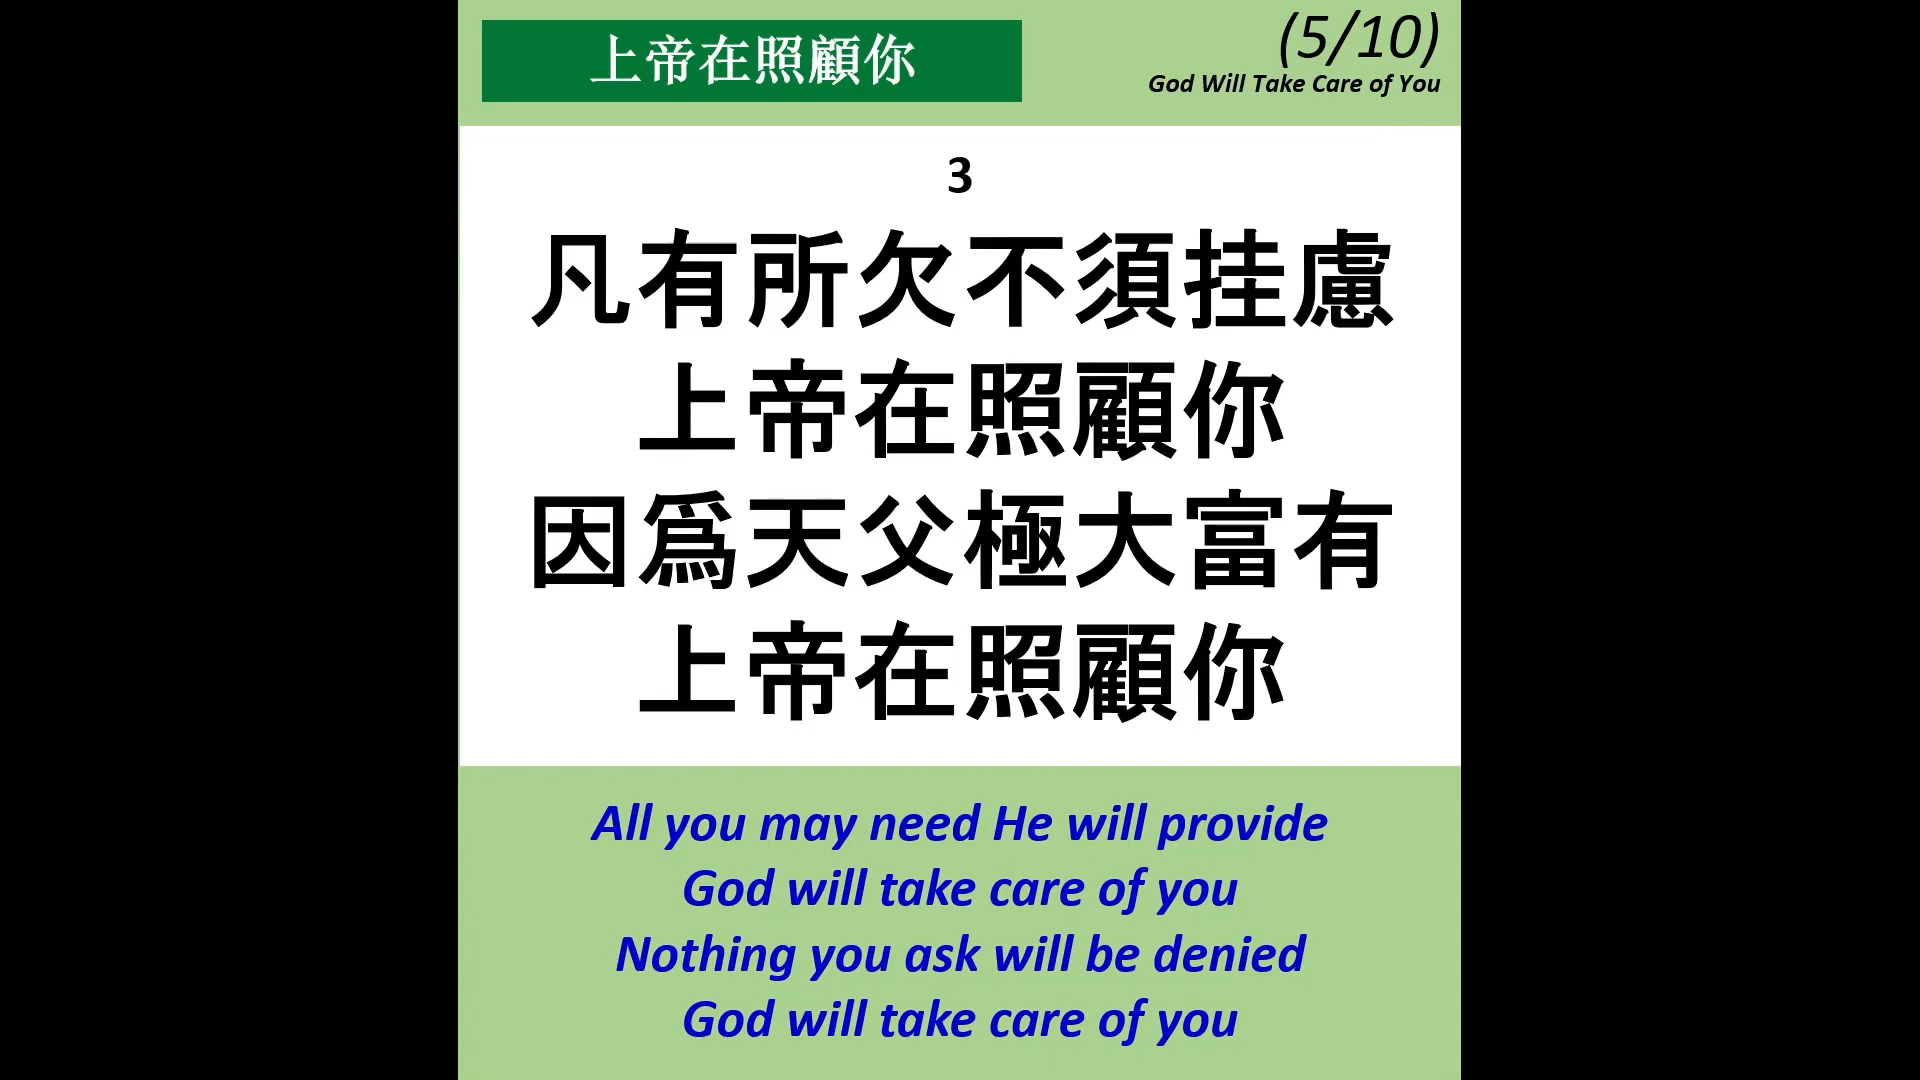 上帝在照顧你
(5/10)
God Will Take Care of You
3
凡有所欠不須挂慮
上帝在照顧你
因爲天父極大富有
上帝在照顧你
All you may need He will provide
God will take care of you
Nothing you ask will be denied
God will take care of you